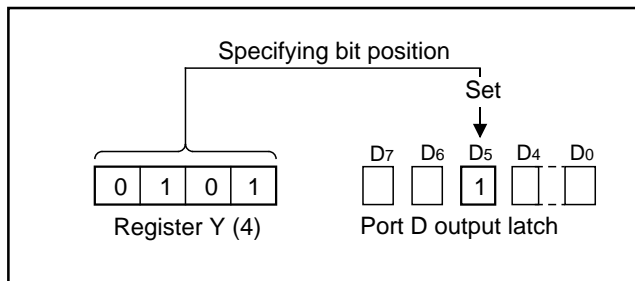 Specifying bit position
Set
D7 D6 D5 D4 D0
0 1 0 1 1
Register Y (4) Port D output latch